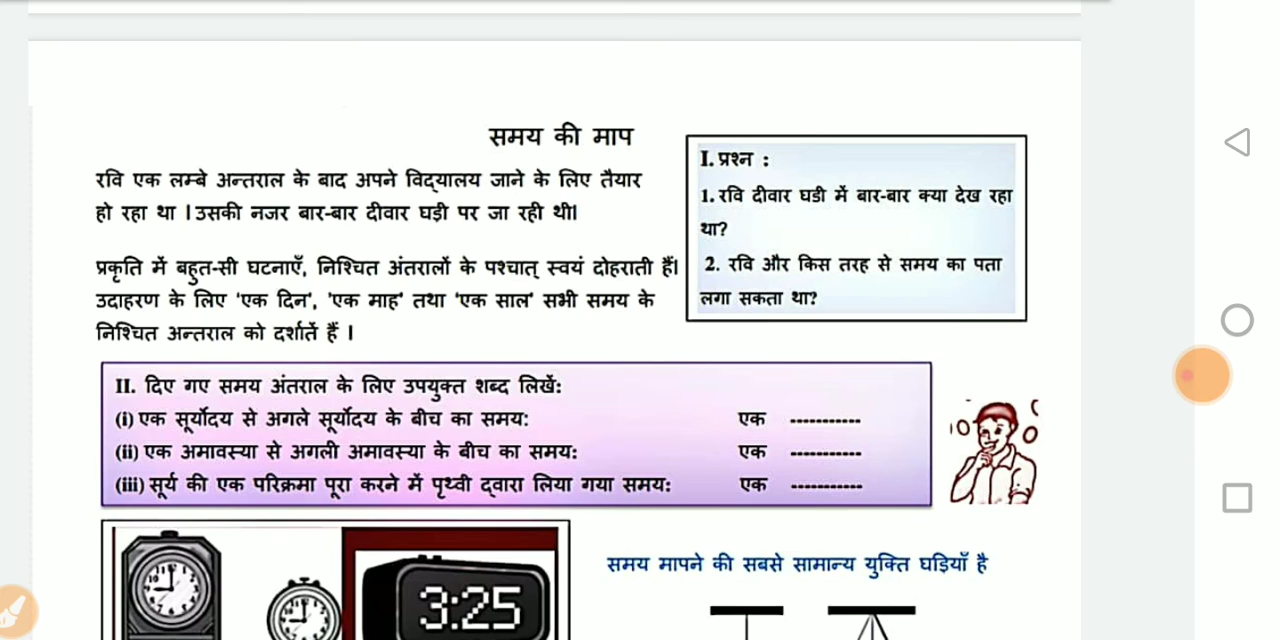 समय की माप
रवि एक लम्बे अन्तराल के बाद अपने विद्यालय जाने के लिए तैयार
हो रहा था । उसकी नजर बार-बार दीवार घड़ी पर जा रही थी।
प्रकृति में बहुत-सी घटनाएँ, निश्चित अंतरालों के पश्चात् स्वयं दोहराती हैं।
उदाहरण के लिए 'एक दिन', 'एक माह' तथा 'एक साल' सभी समय के
निश्चित अन्तराल को दर्शातें हैं ।
I. प्रश्न :
1. रवि दीवार घडी में बार-बार क्या देख रहा
था?
2. रवि और किस तरह से समय का पता
लगा सकता था?
II. दिए गए समय अंतराल के लिए उपयुक्त शब्द लिखें:
(i) एक सूर्योदय से अगले सूर्योदय के बीच का समय: एक -----------
(ii) एक अमावस्या से अगली अमावस्या के बीच का समय: एक -----------
(iii) सूर्य की एक परिक्रमा पूरा करने में पृथ्वी द्वारा लिया गया समय: एक -----------
समय मापने की सबसे सामान्य युक्ति घड़ियाँ है
3:25